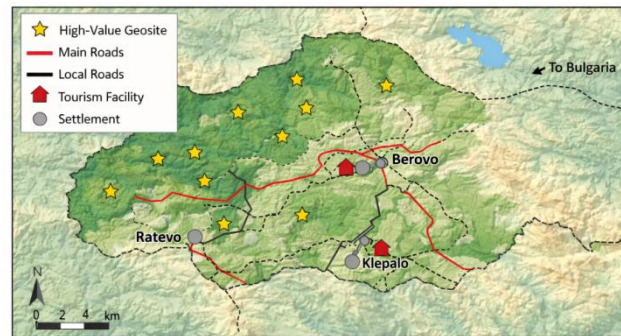 High-Value Geosite
Main Roads
Local Roads
Tourism Facility
Settlement
To Bulgaria
Berovo
Ratevo
Klepalo
N
0 2 4
km